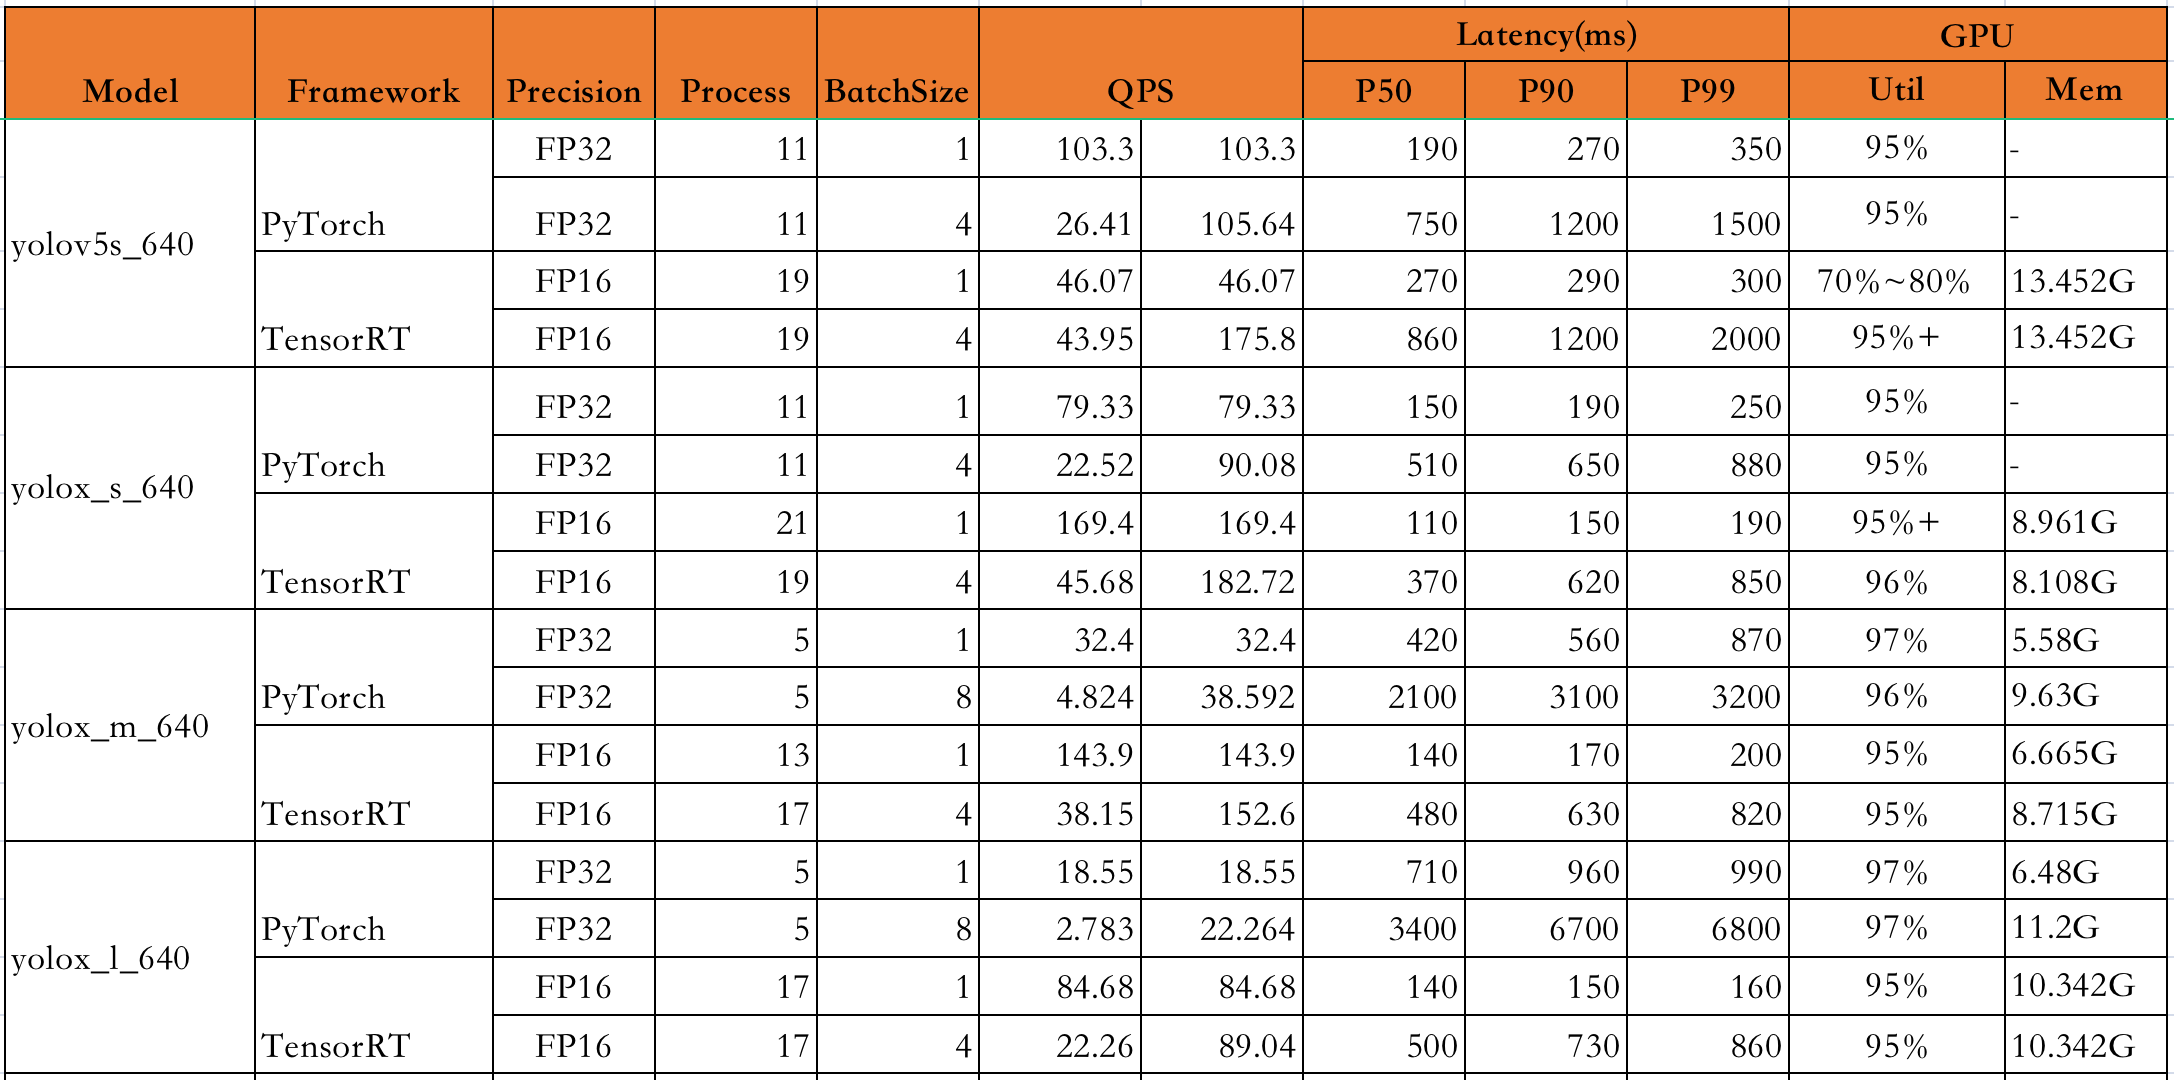 Model Framework Precision Process BatchSize QPS Latency(ms) GPU
P50 P90 P99 Util Mem
yolov5s_640 PyTorch FP32 11 1 103.3 103.3 190 270 350 95% -
FP32 11 4 26.41 105.64 750 1200 1500 95% -
TensorRT FP16 19 1 46.07 46.07 270 290 300 70%~80% 13.452G
FP16 19 4 43.95 175.8 860 1200 2000 95%+ 13.452G
yolox_s_640 PyTorch FP32 11 1 79.33 79.33 150 190 250 95% -
FP32 11 4 22.52 90.08 510 650 880 95% -
TensorRT FP16 21 1 169.4 169.4 110 150 190 95%+ 8.961G
FP16 19 4 45.68 182.72 370 620 850 96% 8.108G
yolox_m_640 PyTorch FP32 5 1 32.4 32.4 420 560 870 97% 5.58G
FP32 5 8 4.824 38.592 2100 3100 3200 96% 9.63G
TensorRT FP16 13 1 143.9 143.9 140 170 200 95% 6.665G
FP16 17 4 38.15 152.6 480 630 820 95% 8.715G
yolox_l_640 PyTorch FP32 5 1 18.55 18.55 710 960 990 97% 6.48G
FP32 5 8 2.783 22.264 3400 6700 6800 97% 11.2G
TensorRT FP16 17 1 84.68 84.68 140 150 160 95% 10.342G
FP16 17 4 22.26 89.04 500 730 860 95% 10.342G